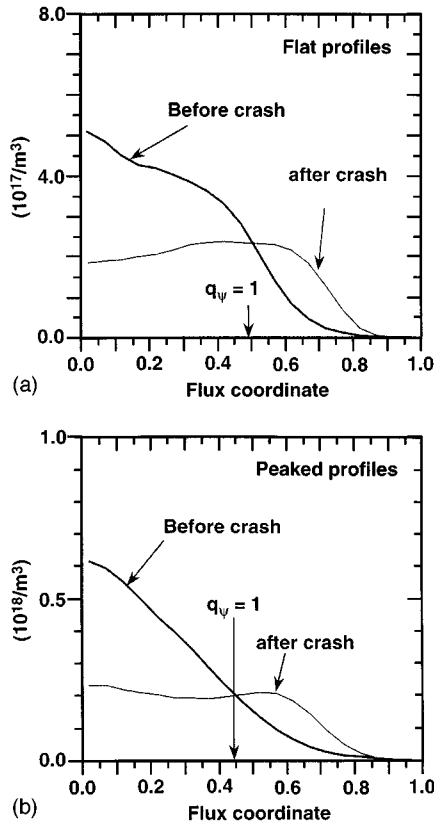 8.0
Flat profiles
Before crash
(10¹⁷/m³)
4.0
after crash
qψ = 1
0.0
0.0 0.2 0.4 0.6 0.8 1.0
(a)
Flux coordinate
1.0
Peaked profiles
Before crash
(10¹⁸/m³)
0.5
qψ = 1
after crash
0.0
0.0 0.2 0.4 0.6 0.8 1.0
(b)
Flux coordinate